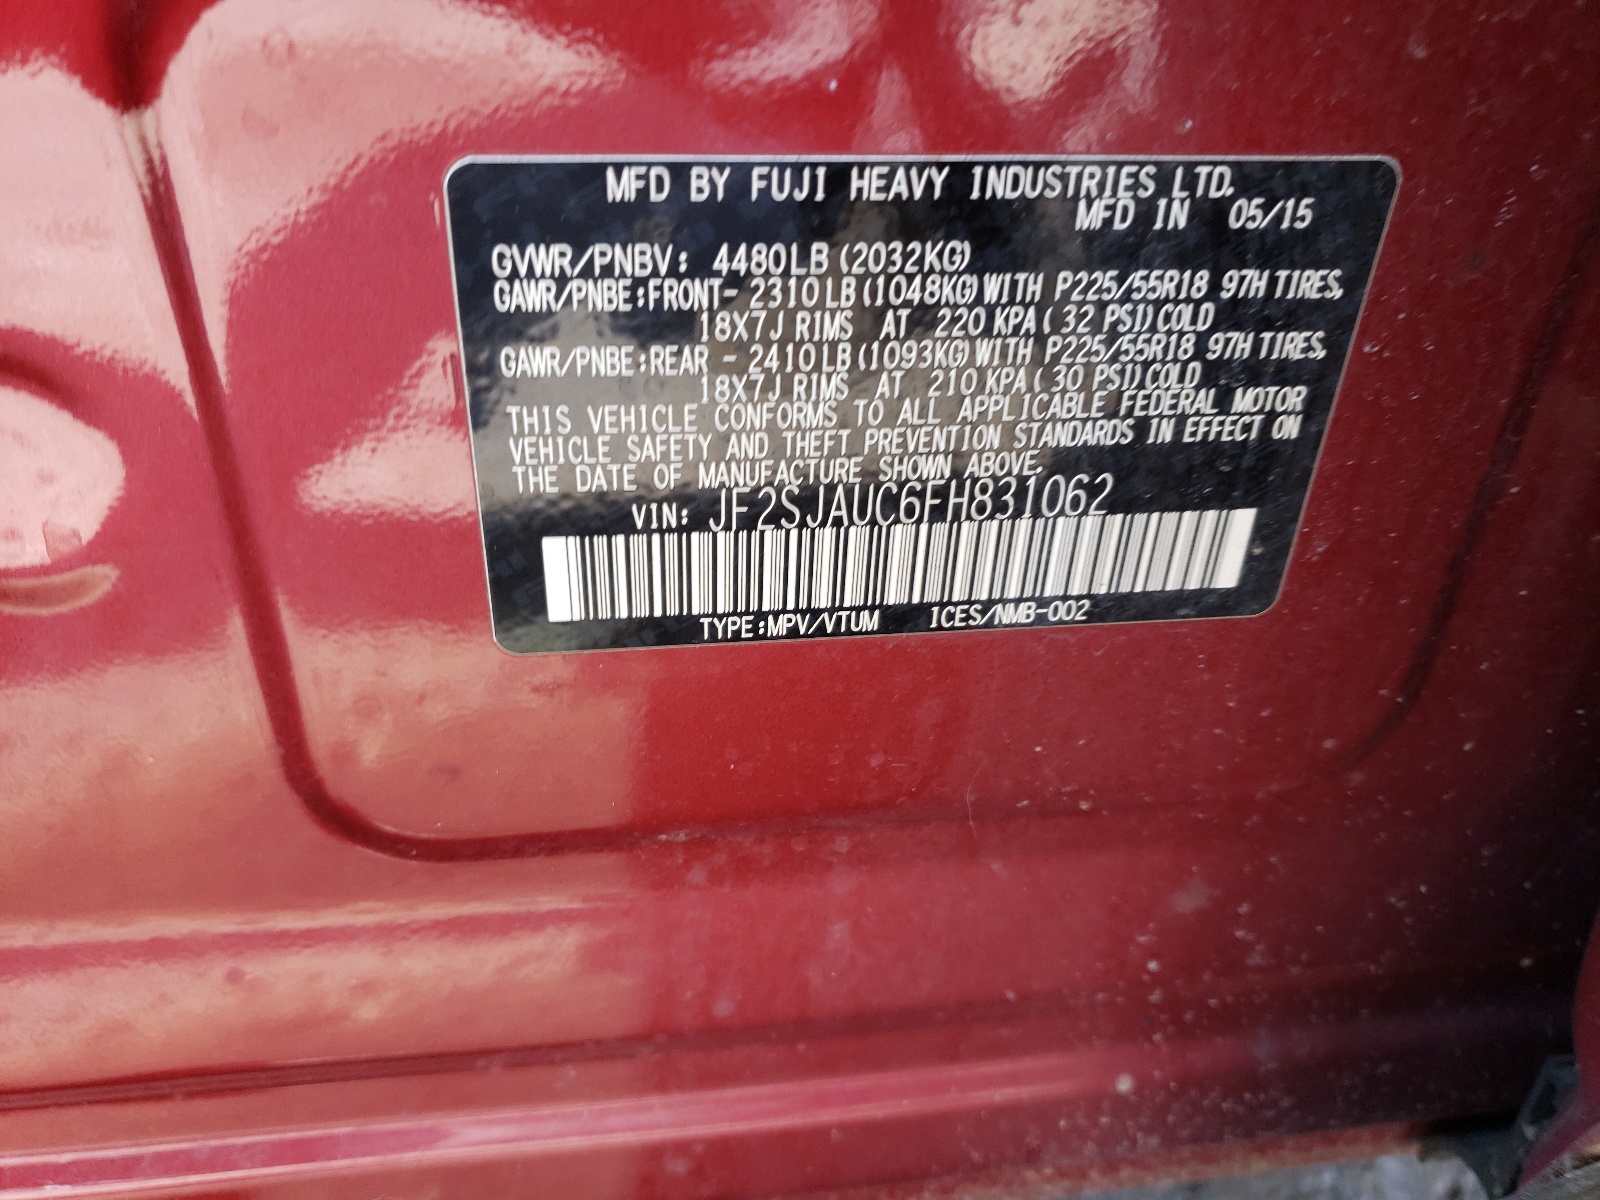 MFD BY FUJI HEAVY INDUSTRIES LTD.
MFD IN 05/15
GVWR/PNBV: 4480LB (2032KG)
GAWR/PNBE:FRONT- 2310LB (1048KG) WITH P225/55R18 97H TIRES,
18X7J RIMS AT 220 KPA ( 32 PSI) COLD
GAWR/PNBE:REAR - 2410LB (1093KG) WITH P225/55R18 97H TIRES,
18X7J RIMS AT 210 KPA ( 30 PSI) COLD
THIS VEHICLE CONFORMS TO ALL APPLICABLE FEDERAL MOTOR
VEHICLE SAFETY AND THEFT PREVENTION STANDARDS IN EFFECT ON
THE DATE OF MANUFACTURE SHOWN ABOVE.
VIN: JF2SJAUC6FH831062
TYPE:MPV/VTUM ICES/NMB-002